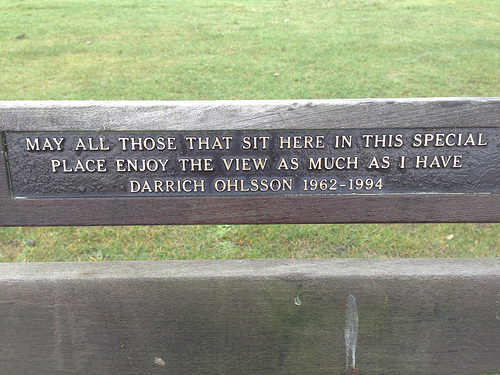 MAY ALL THOSE THAT SIT HERE IN THIS SPECIAL
PLACE ENJOY THE VIEW AS MUCH AS I HAVE
DARRICH OHLSSON 1962-1994